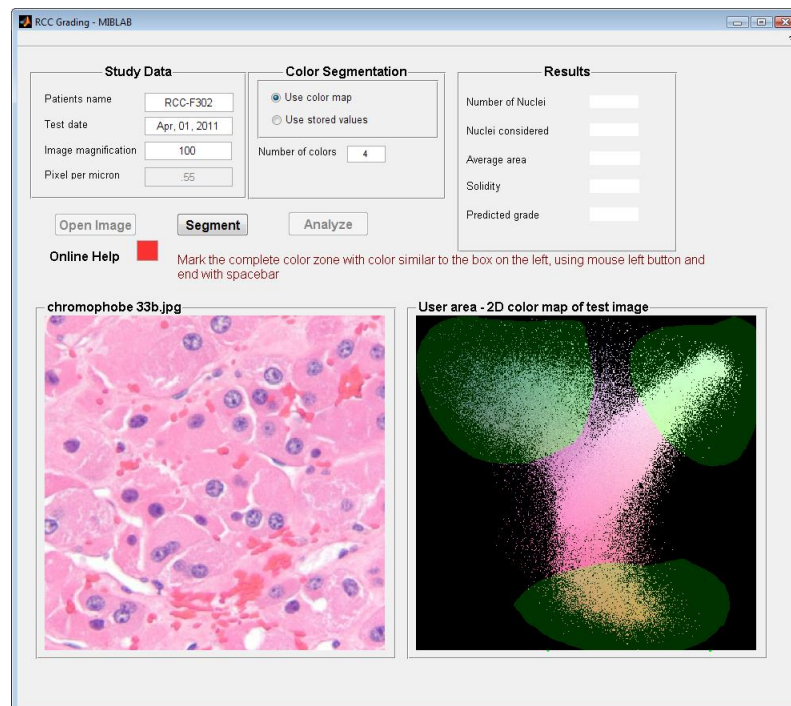 RCC Grading - MIBLAB
Study Data
Patients name RCC-F302
Test date Apr, 01, 2011
Image magnification 100
Pixel per micron .55
Color Segmentation
Use color map
Use stored values
Number of colors 4
Results
Number of Nuclei
Nuclei considered
Average area
Solidity
Predicted grade
Open Image Segment Analyze
Online Help
Mark the complete color zone with color similar to the box on the left, using mouse left button and
end with spacebar
chromophobe 33b.jpg
User area - 2D color map of test image